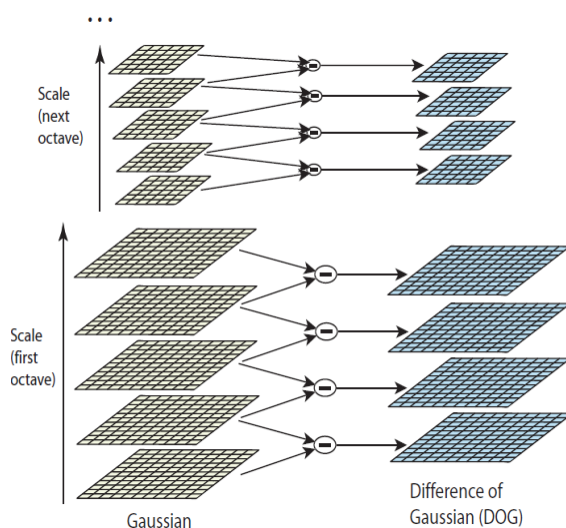 ...
Scale
(next
octave)
Scale
(first
octave)
Gaussian
Difference of
Gaussian (DOG)